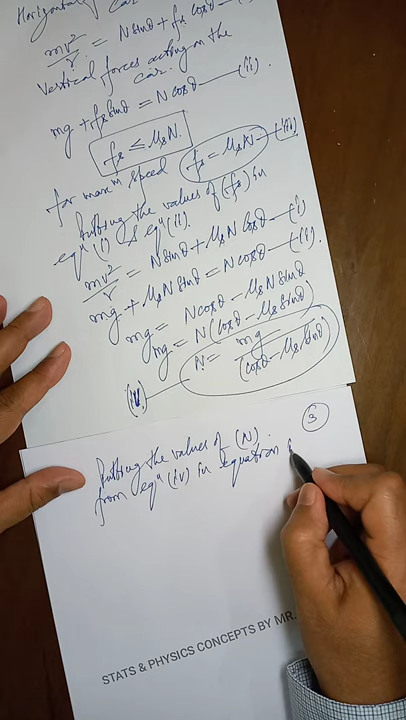 Horizontal
mv²/r = N sinθ + fs cosθ
Vertical forces acting on the
car.
mg + fs sinθ = N cosθ — (ii).
fs ≤ μsN.
for maxᵐ speed fs = μsN — (iii)
Putting the values of (fs) in
eqⁿ (i) & eqⁿ (ii).
mv²/r = N sinθ + μsN cosθ — (i)
mg + μsN sinθ = N cosθ — (ii).
mg = N cosθ − μsN sinθ
mg = N(cosθ − μs sinθ)
(iv) — N = mg/(cosθ − μs sinθ)
3
Putting the values of (N)
from eqⁿ (iv) in equation
STATS & PHYSICS CONCEPTS BY MR.